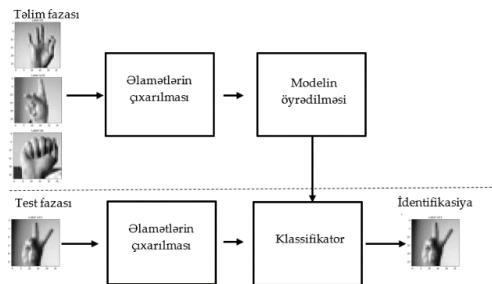 Təlim fazası
Əlamətlərin
çıxarılması
Modelin
öyrədilməsi
Test fazası
İdentifikasiya
Əlamətlərin
çıxarılması
Klassifikator